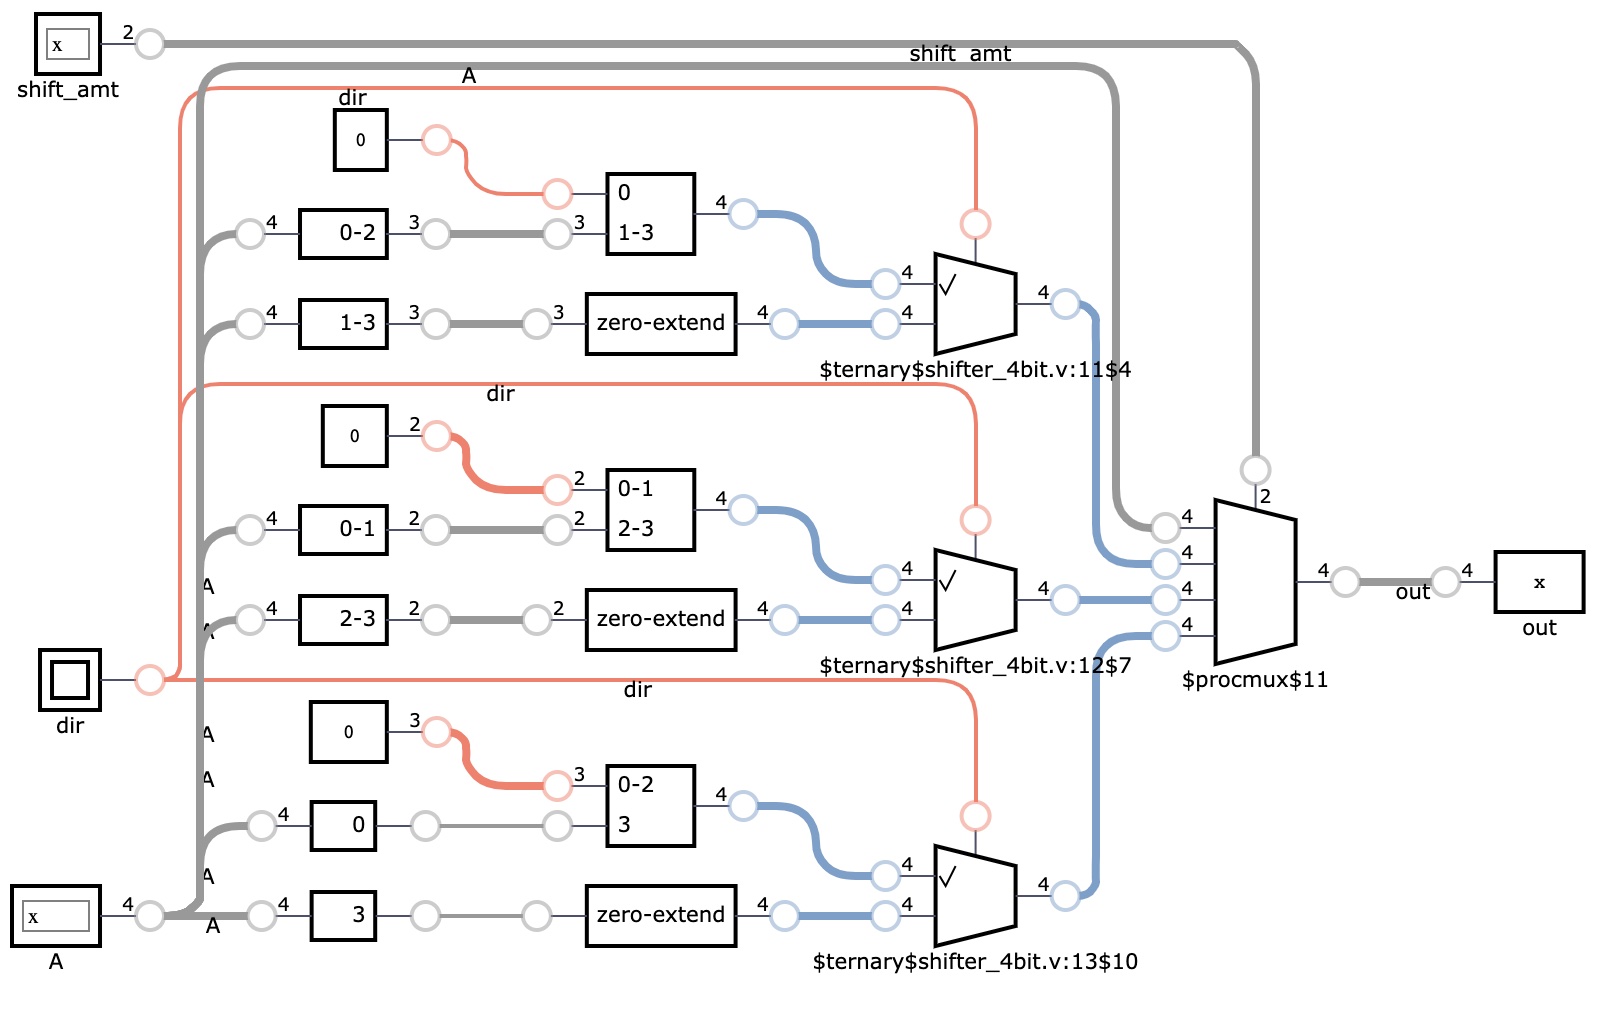 x
2
shift_amt
shift_amt
A
dir
0
0
1-3
4
4
0-2
3
3
4
1-3
3
3
zero-extend
4
4
4
4
$ternary$shifter_4bit.v:11$4
dir
0
2
2
0-1
2-3
4
4
0-1
2
2
4
2-3
2
2
zero-extend
4
4
4
4
$ternary$shifter_4bit.v:12$7
A
A
2
4
4
4
4
4
4
$procmux$11
out
x
out
dir
dir
0
3
3
0-2
3
4
A
A
4
0
A
4
3
zero-extend
4
4
4
4
$ternary$shifter_4bit.v:13$10
x
4
A
A